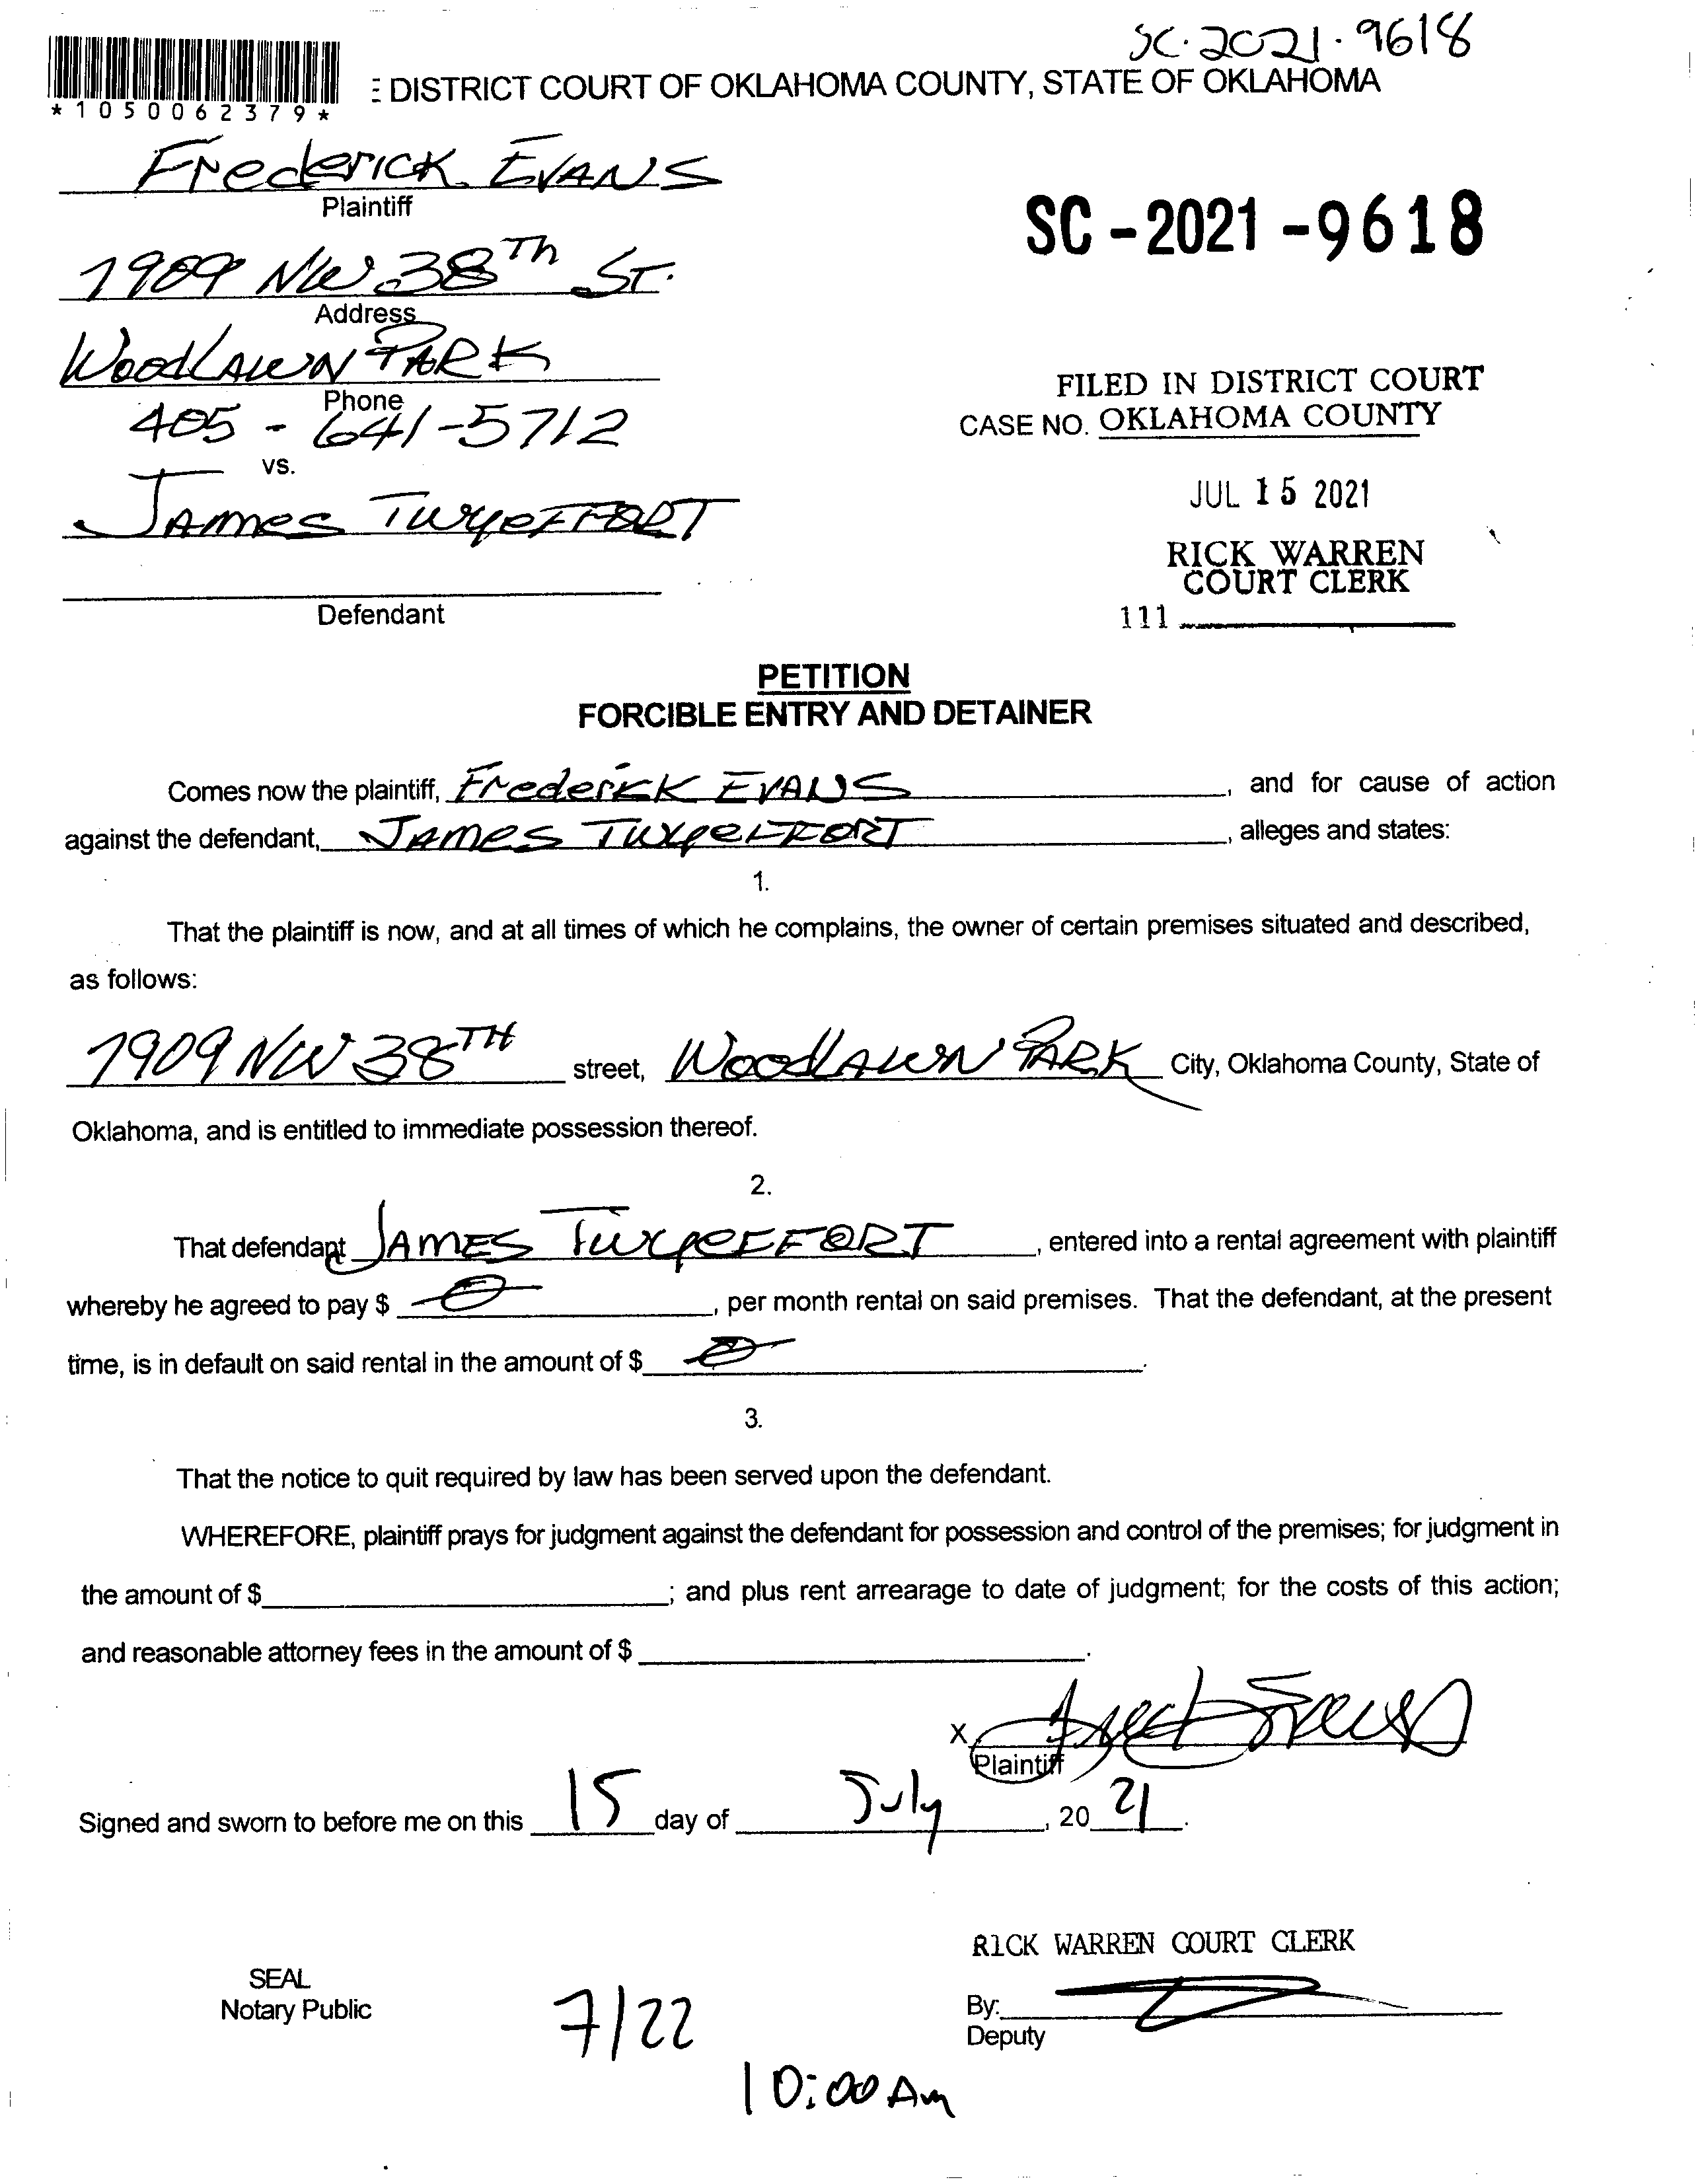 SC-2021-9618
DISTRICT COURT OF OKLAHOMA COUNTY, STATE OF OKLAHOMA
*1050062379*
Frederick Evans
Plaintiff
SC-2021-9618
1909 NW 38Th ST.
Address
WoodLAWN PARK
Phone
405-641-5712
FILED IN DISTRICT COURT
CASE NO. OKLAHOMA COUNTY
vs.
JAMES
JUL 15 2021
RICK WARREN
COURT CLERK
Defendant
111
PETITION
FORCIBLE ENTRY AND DETAINER
Comes now the plaintiff, Frederick EVANS, and for cause of action
against the defendant, JAMES, alleges and states:
1.
That the plaintiff is now, and at all times of which he complains, the owner of certain premises situated and described,
as follows:
1909 NW 38TH street, WoodLAWN PARK City, Oklahoma County, State of
Oklahoma, and is entitled to immediate possession thereof.
2.
That defendant JAMES, entered into a rental agreement with plaintiff
whereby he agreed to pay $ 0, per month rental on said premises. That the defendant, at the present
time, is in default on said rental in the amount of $ 0.
3.
That the notice to quit required by law has been served upon the defendant.
WHEREFORE, plaintiff prays for judgment against the defendant for possession and control of the premises; for judgment in
the amount of $; and plus rent arrearage to date of judgment; for the costs of this action;
and reasonable attorney fees in the amount of $.
X
Plaintiff
Signed and sworn to before me on this 15 day of July, 20 21.
RICK WARREN COURT CLERK
SEAL
Notary Public
7/22
By:
Deputy
10:00 Am